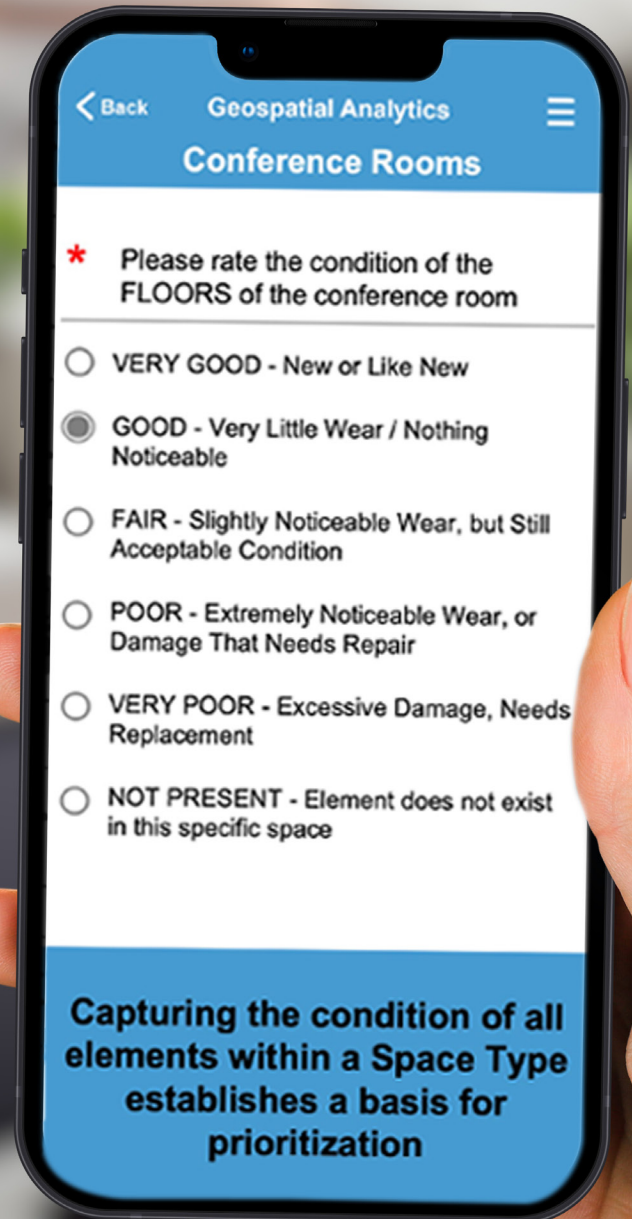 Back Geospatial Analytics
Conference Rooms
* Please rate the condition of the
FLOORS of the conference room
VERY GOOD - New or Like New
GOOD - Very Little Wear / Nothing
Noticeable
FAIR - Slightly Noticeable Wear, but Still
Acceptable Condition
POOR - Extremely Noticeable Wear, or
Damage That Needs Repair
VERY POOR - Excessive Damage, Needs
Replacement
NOT PRESENT - Element does not exist
in this specific space
Capturing the condition of all
elements within a Space Type
establishes a basis for
prioritization